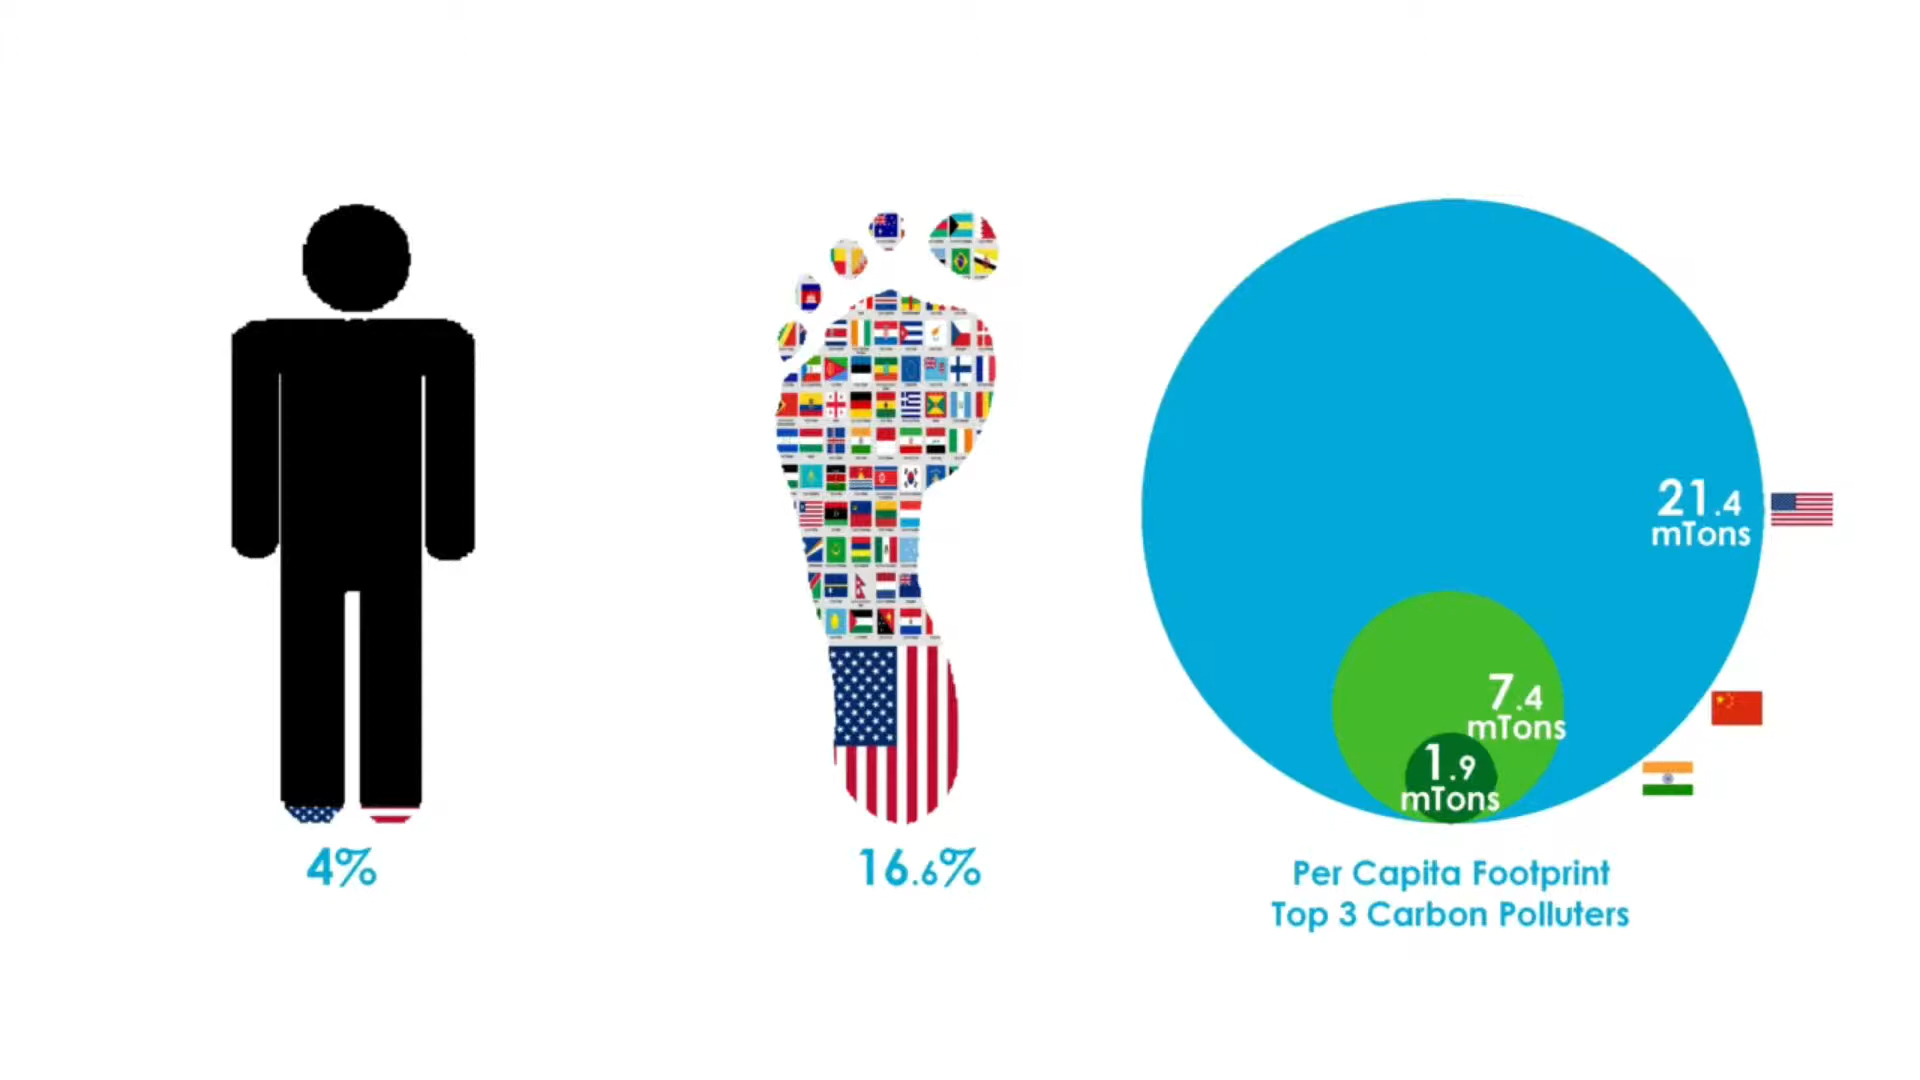 4%
16.6%
21.4
mTons
7.4
mTons
1.9
mTons
Per Capita Footprint
Top 3 Carbon Polluters